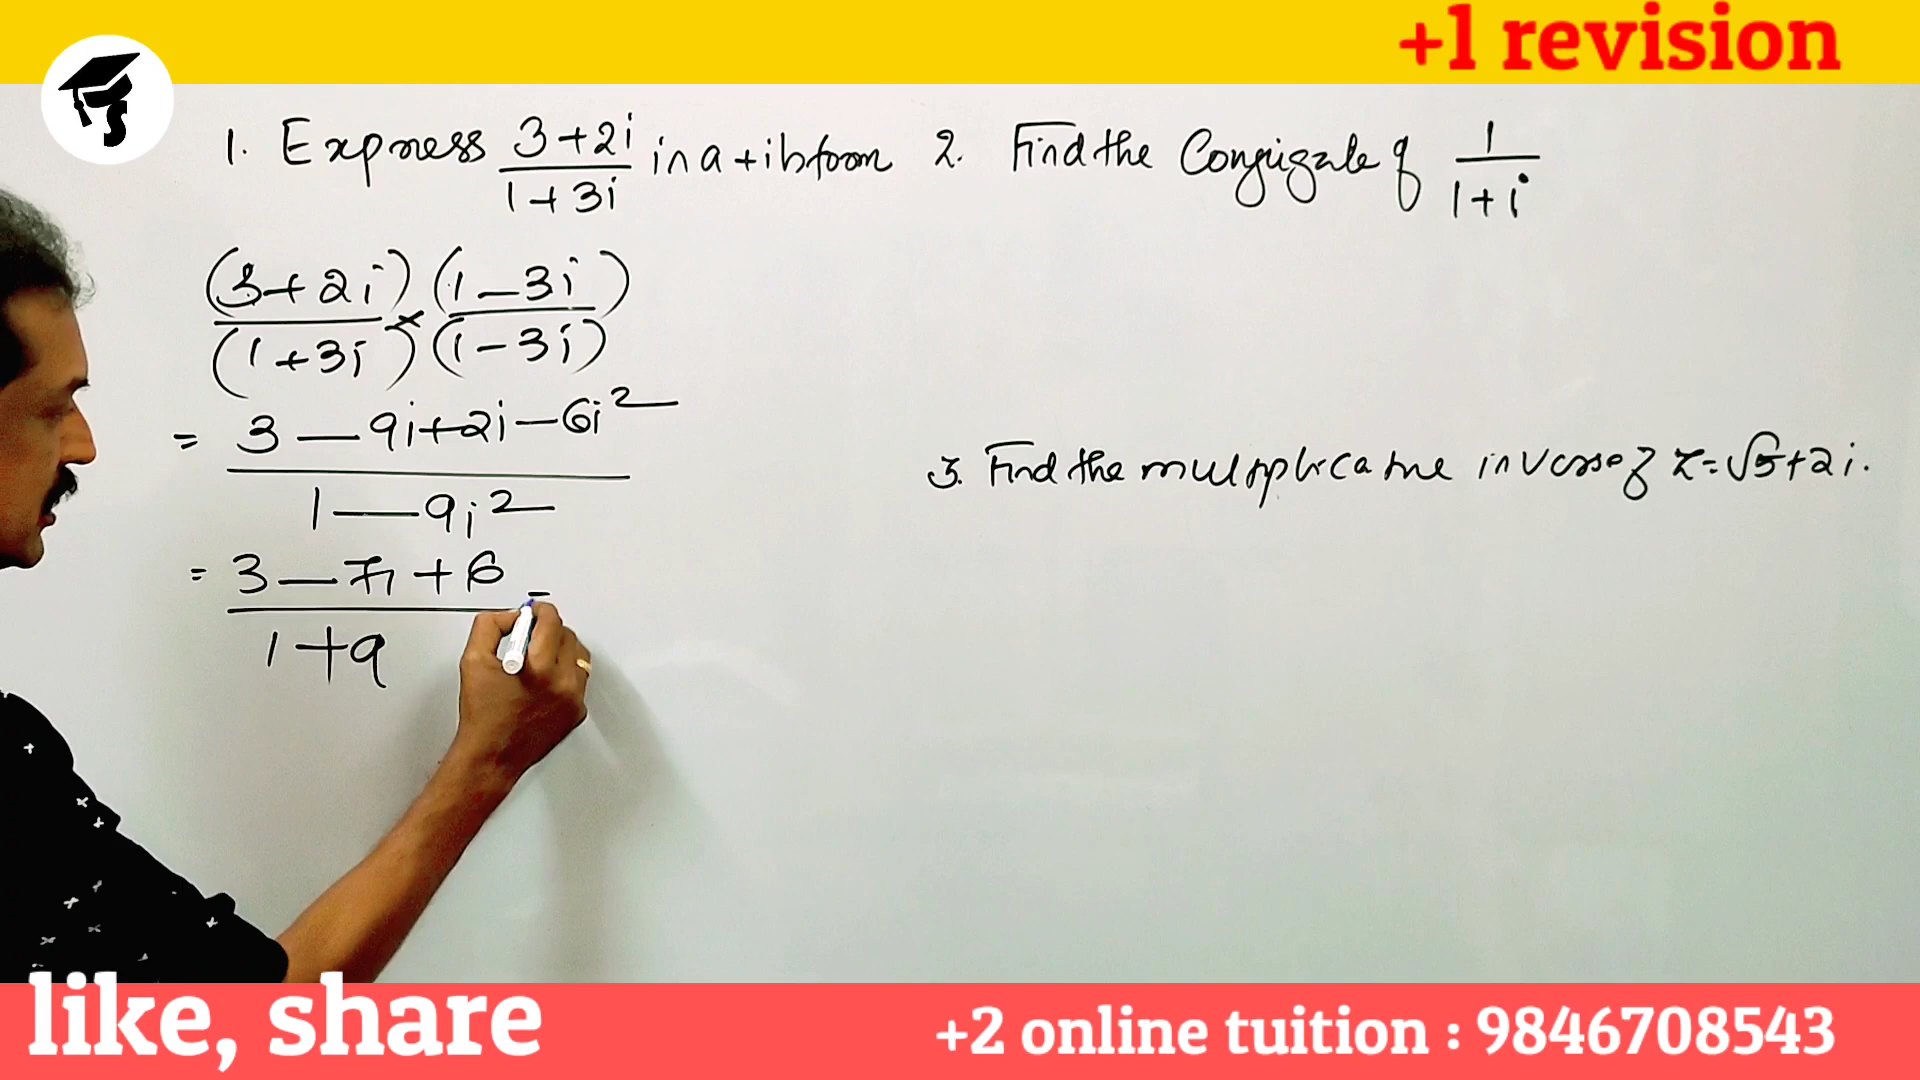 +1 revision
1. Express (3+2i)/(1+3i) in a+ib form
(3+2i)/(1+3i) × (1-3i)/(1-3i)
= (3-9i+2i-6i²)/(1-9i²)
= (3-7i+6)/(1+9) =
2. Find the Conjugate of 1/(1+i)
3. Find the multiplicative inverse of z=√5+2i.
like, share
+2 online tuition : 9846708543